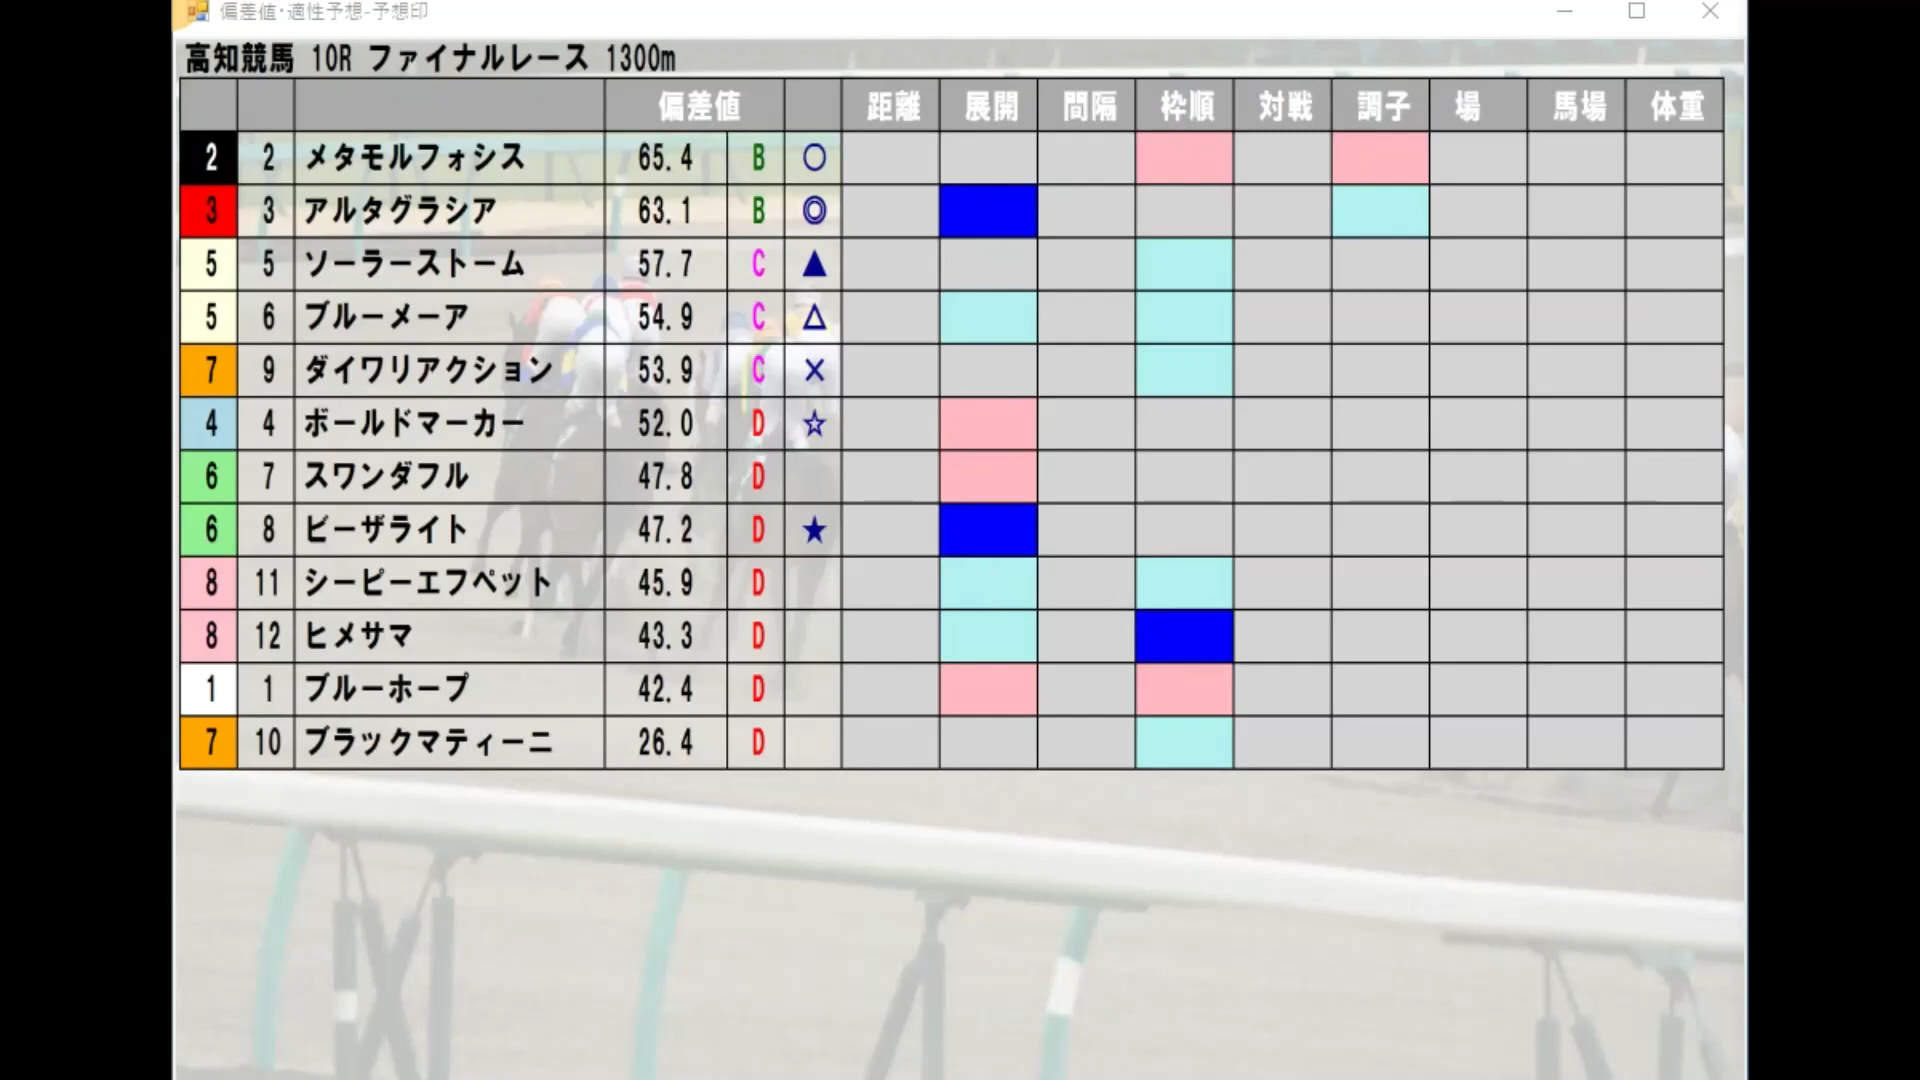 偏差値･適性予想-予想印
高知競馬 10R ファイナルレース 1300m
偏差値 距離 展開 間隔 枠順 対戦 調子 場 馬場 体重
2 2 メタモルフォシス 65.4 B ○
3 3 アルタグラシア 63.1 B ◎
5 5 ソーラーストーム 57.7 C ▲
5 6 ブルーメーア 54.9 C △
7 9 ダイワリアクション 53.9 C ×
4 4 ボールドマーカー 52.0 D ☆
6 7 スワンダフル 47.8 D
6 8 ビーザライト 47.2 D ★
8 11 シーピーエフペット 45.9 D
8 12 ヒメサマ 43.3 D
1 1 ブルーホープ 42.4 D
7 10 ブラックマティーニ 26.4 D